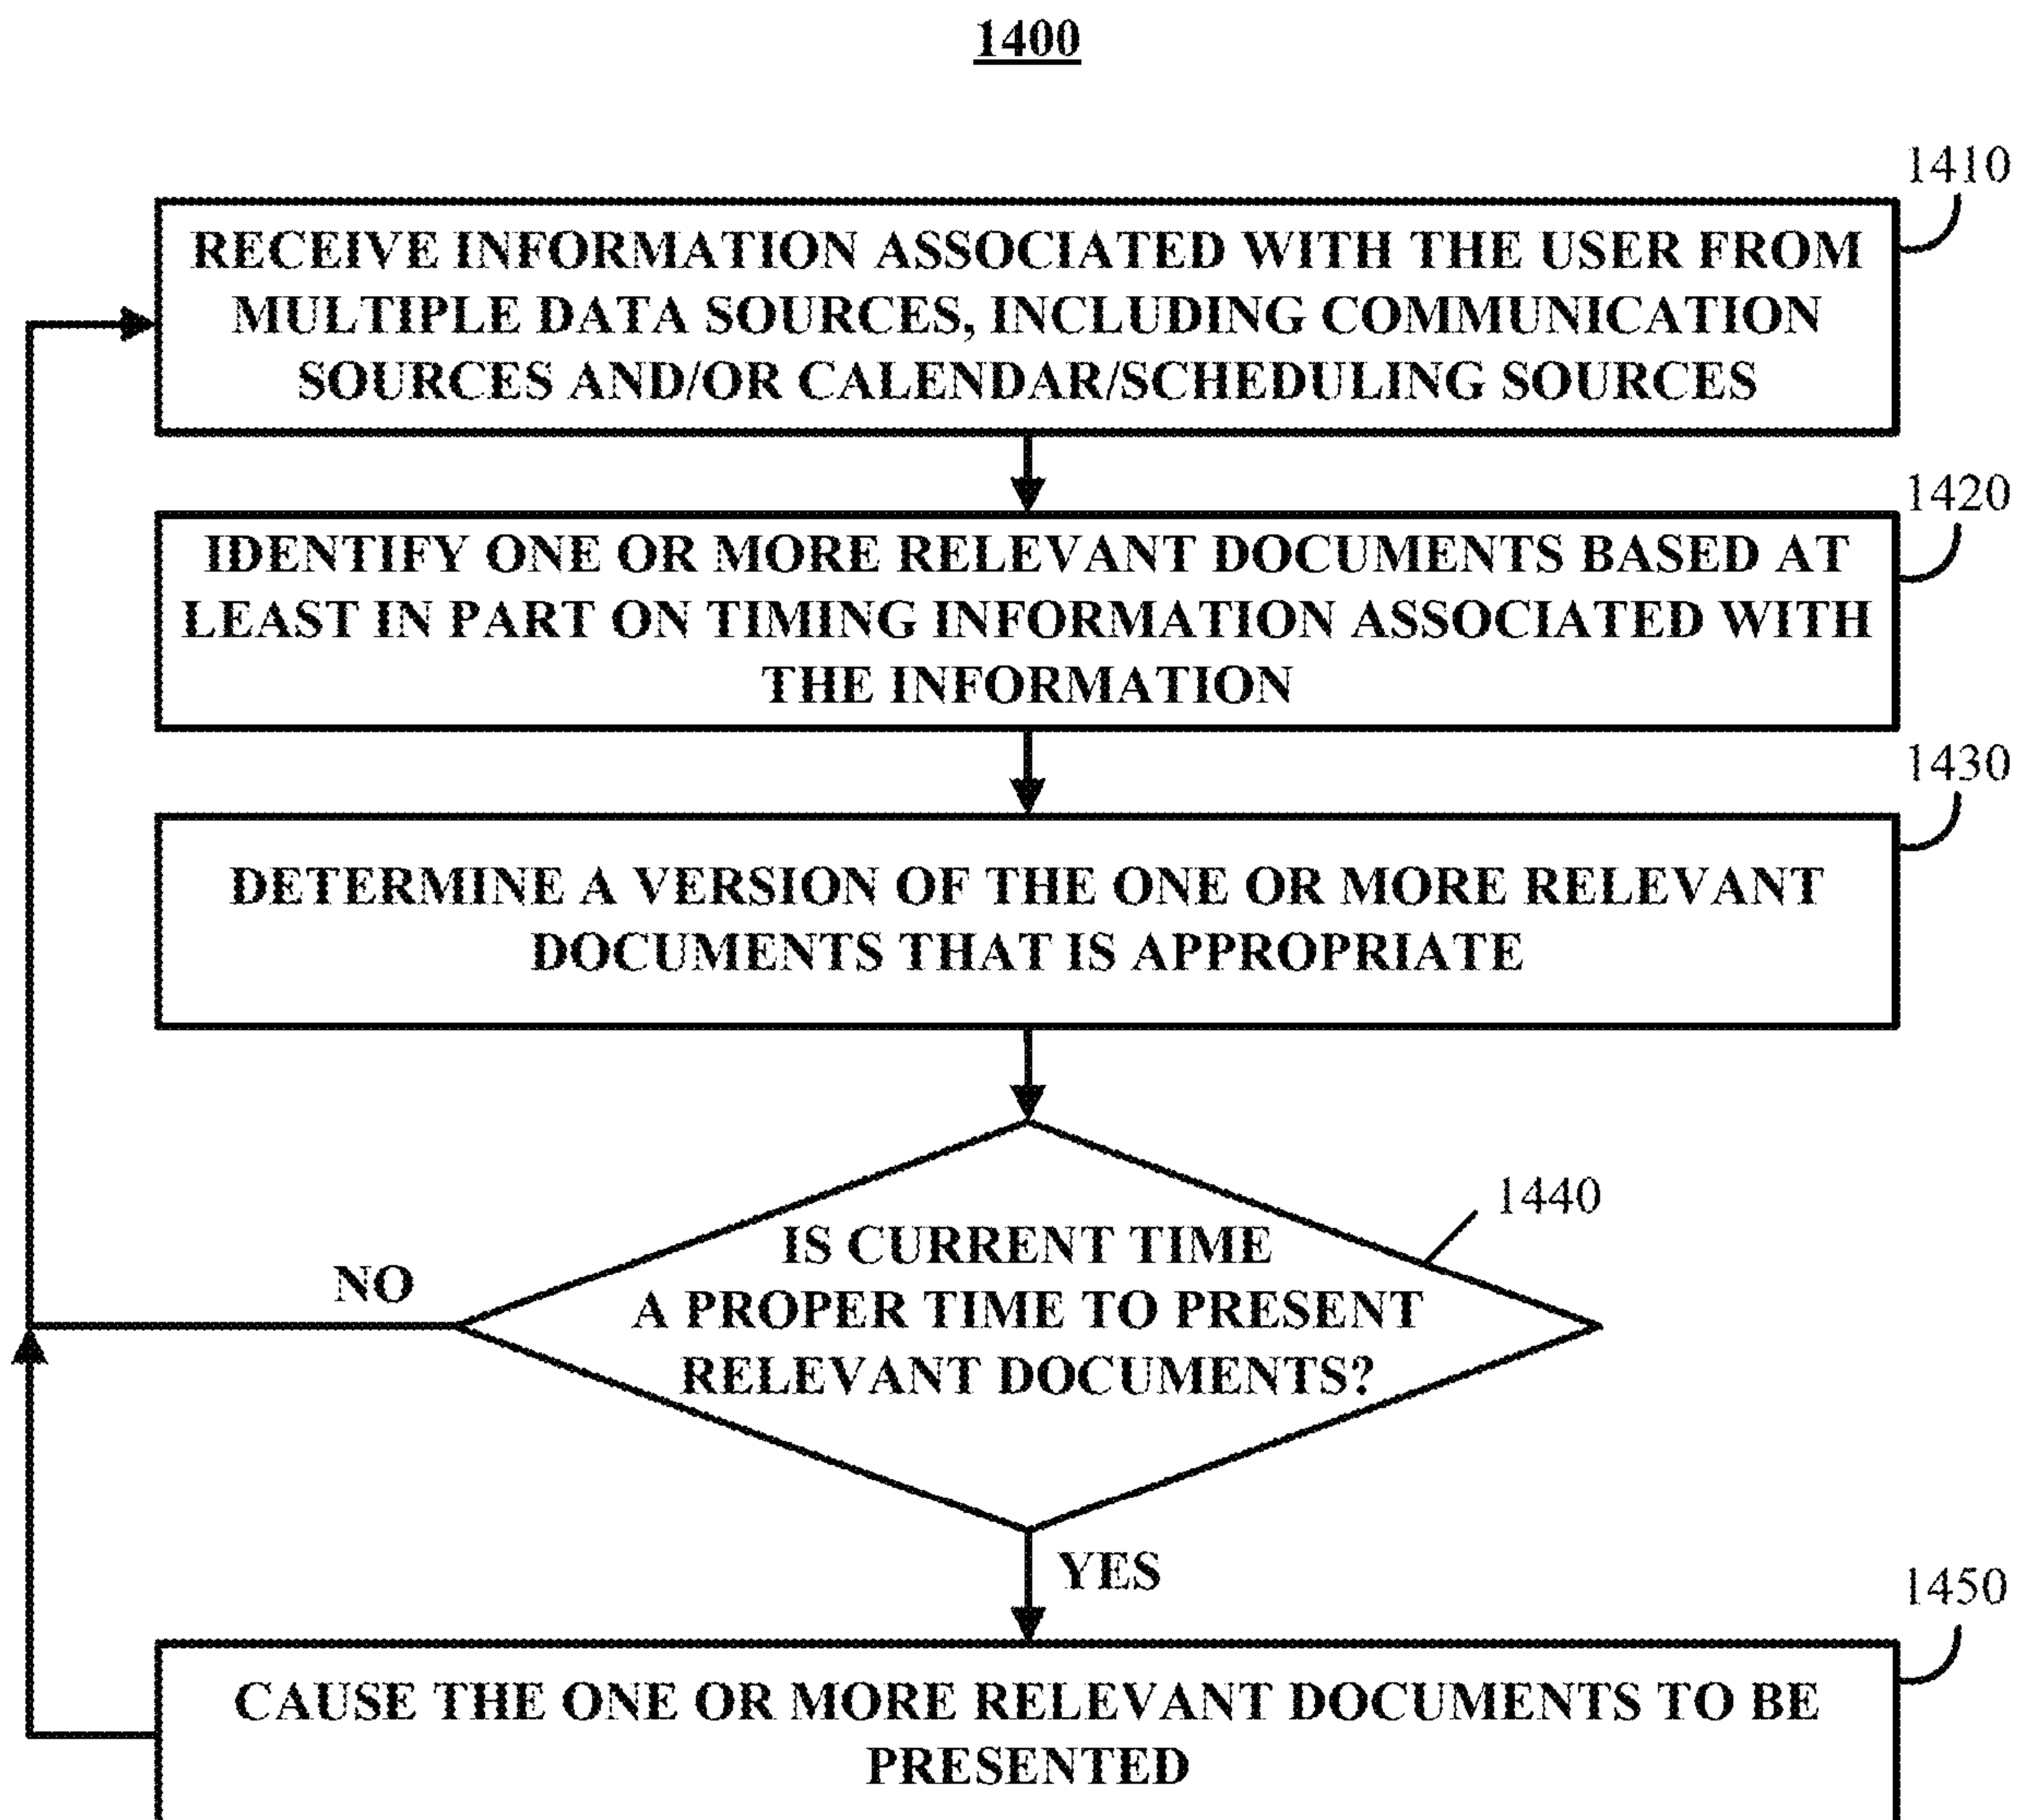 1400
1410
RECEIVE INFORMATION ASSOCIATED WITH THE USER FROM
MULTIPLE DATA SOURCES, INCLUDING COMMUNICATION
SOURCES AND/OR CALENDAR/SCHEDULING SOURCES
1420
IDENTIFY ONE OR MORE RELEVANT DOCUMENTS BASED AT
LEAST IN PART ON TIMING INFORMATION ASSOCIATED WITH
THE INFORMATION
1430
DETERMINE A VERSION OF THE ONE OR MORE RELEVANT
DOCUMENTS THAT IS APPROPRIATE
1440
IS CURRENT TIME
A PROPER TIME TO PRESENT
RELEVANT DOCUMENTS?
NO
YES
1450
CAUSE THE ONE OR MORE RELEVANT DOCUMENTS TO BE
PRESENTED